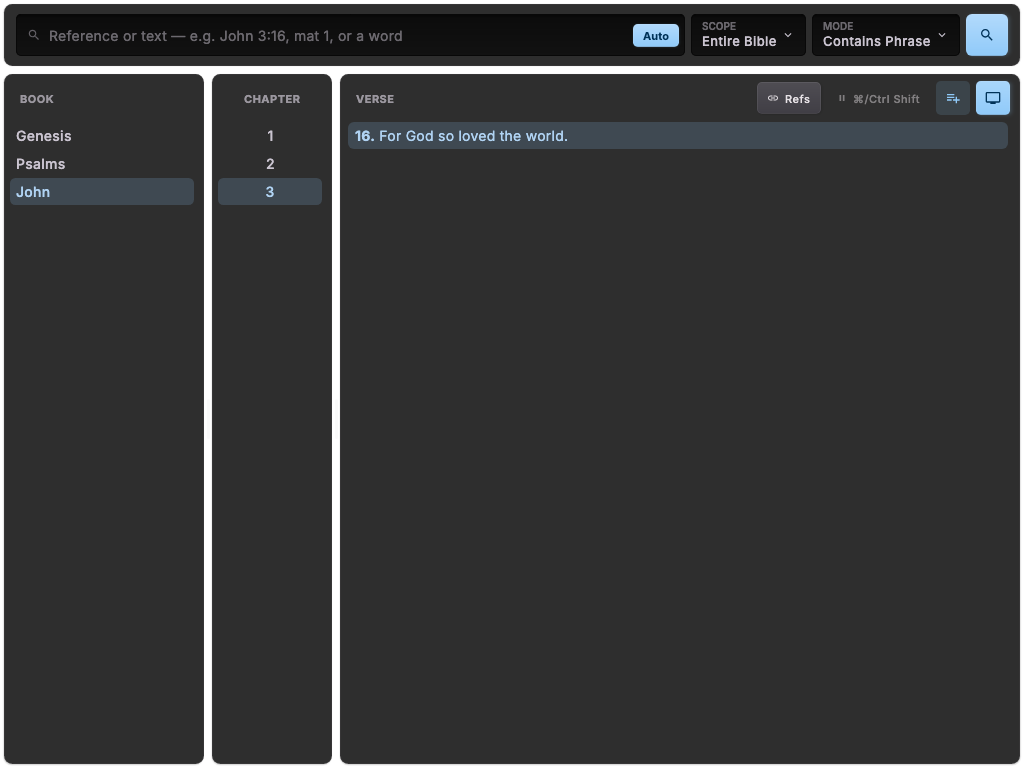 Reference or text — e.g. John 3:16, mat 1, or a word
Auto
SCOPE
Entire Bible
MODE
Contains Phrase
BOOK
Genesis
Psalms
John
CHAPTER
1
2
3
VERSE
Refs
⌘/Ctrl Shift
16. For God so loved the world.